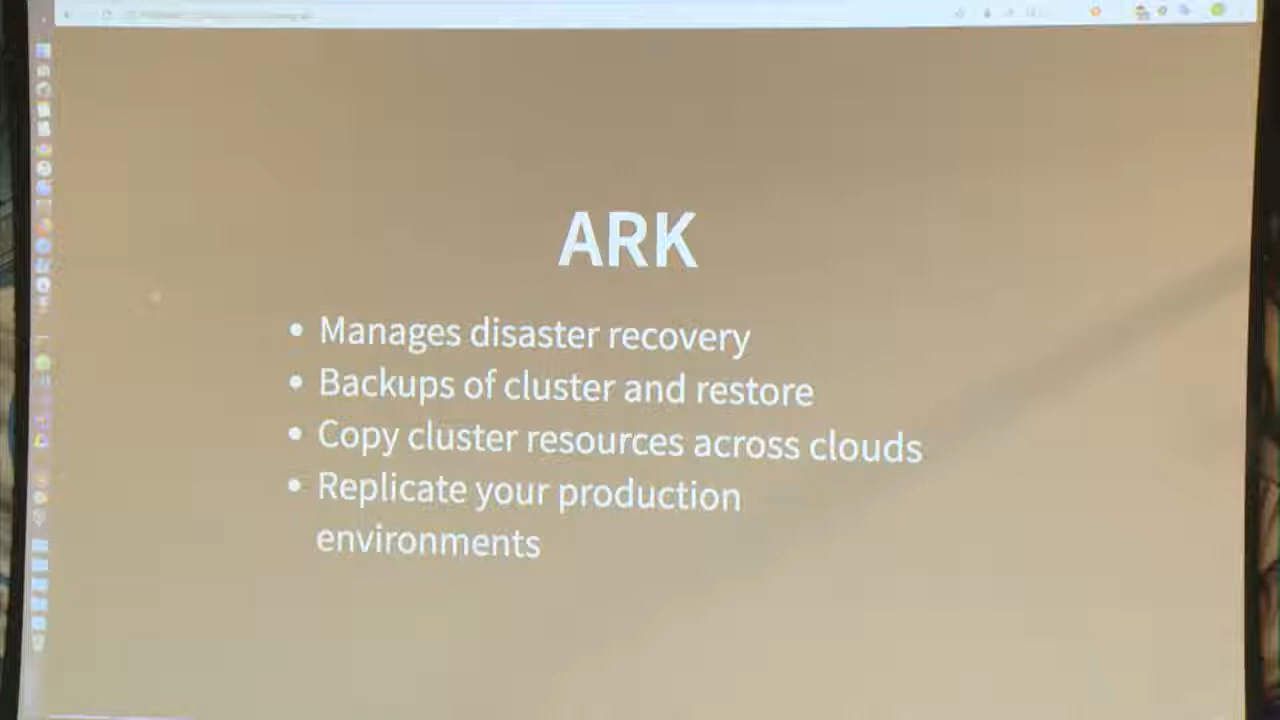 ARK
• Manages disaster recovery
• Backups of cluster and restore
• Copy cluster resources across clouds
• Replicate your production
environments